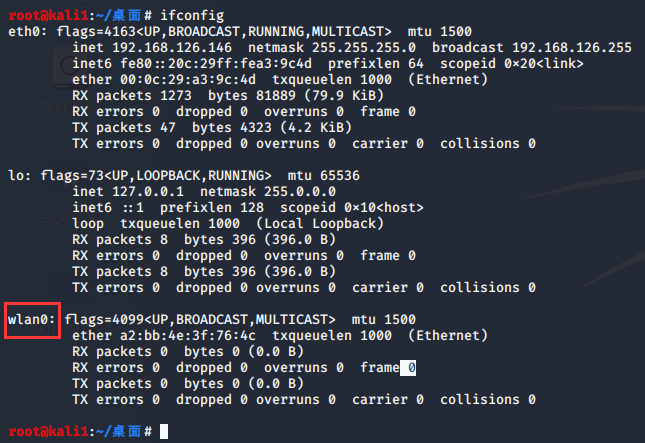 root@kali1:~/桌面# ifconfig
eth0: flags=4163<UP,BROADCAST,RUNNING,MULTICAST>  mtu 1500
        inet 192.168.126.146  netmask 255.255.255.0  broadcast 192.168.126.255
        inet6 fe80::20c:29ff:fea3:9c4d  prefixlen 64  scopeid 0×20<link>
        ether 00:0c:29:a3:9c:4d  txqueuelen 1000  (Ethernet)
        RX packets 1273  bytes 81889 (79.9 KiB)
        RX errors 0  dropped 0  overruns 0  frame 0
        TX packets 47  bytes 4323 (4.2 KiB)
        TX errors 0  dropped 0 overruns 0  carrier 0  collisions 0
lo: flags=73<UP,LOOPBACK,RUNNING>  mtu 65536
        inet 127.0.0.1  netmask 255.0.0.0
        inet6 ::1  prefixlen 128  scopeid 0×10<host>
        loop  txqueuelen 1000  (Local Loopback)
        RX packets 8  bytes 396 (396.0 B)
        RX errors 0  dropped 0  overruns 0  frame 0
        TX packets 8  bytes 396 (396.0 B)
        TX errors 0  dropped 0 overruns 0  carrier 0  collisions 0
wlan0: flags=4099<UP,BROADCAST,MULTICAST>  mtu 1500
        ether a2:bb:4e:3f:76:4c  txqueuelen 1000  (Ethernet)
        RX packets 0  bytes 0 (0.0 B)
        RX errors 0  dropped 0  overruns 0  frame 0
        TX packets 0  bytes 0 (0.0 B)
        TX errors 0  dropped 0 overruns 0  carrier 0  collisions 0
root@kali1:~/桌面#